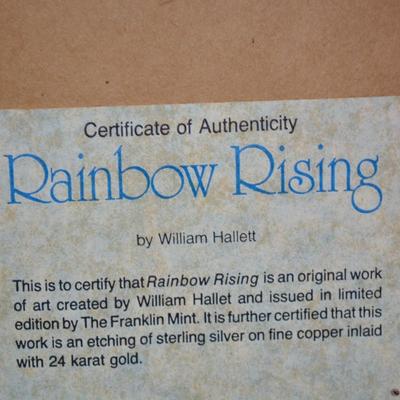 Certificate of Authenticity
Rainbow Rising
by William Hallett
This is to certify that Rainbow Rising is an original work
of art created by William Hallet and issued in limited
edition by The Franklin Mint. It is further certified that this
work is an etching of sterling silver on fine copper inlaid
with 24 karat gold.